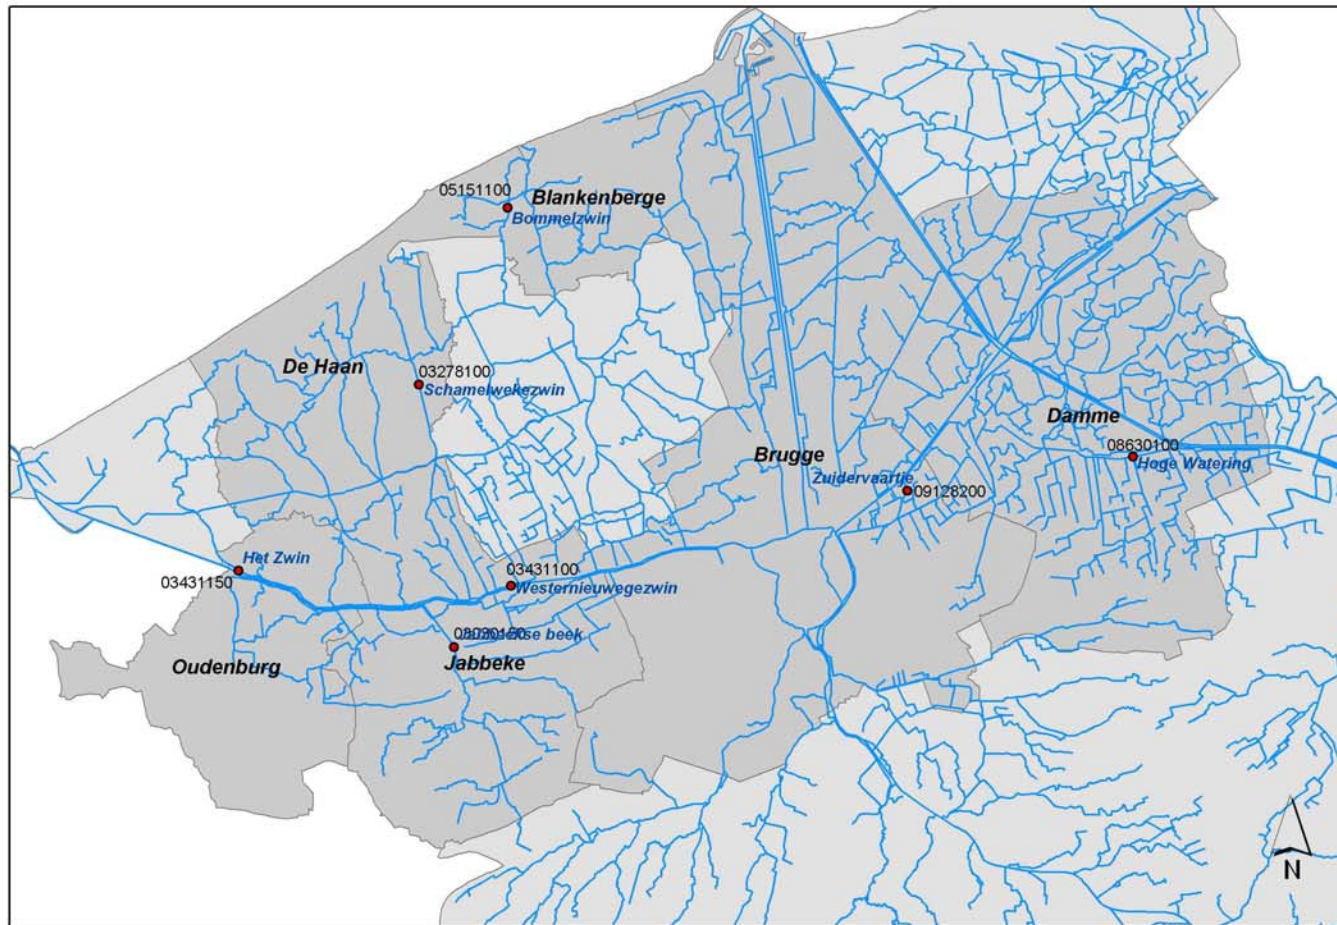 05151100
Blankenberge
Bommelzwin
De Haan
03278100
Schamelwekezwin
Damme
08630100
Hoge Watering
Brugge
Zuidervaartje
09128200
Het Zwin
03431150
03431100
Westernieuwegezwin
beek
Jabbeke
Oudenburg
N